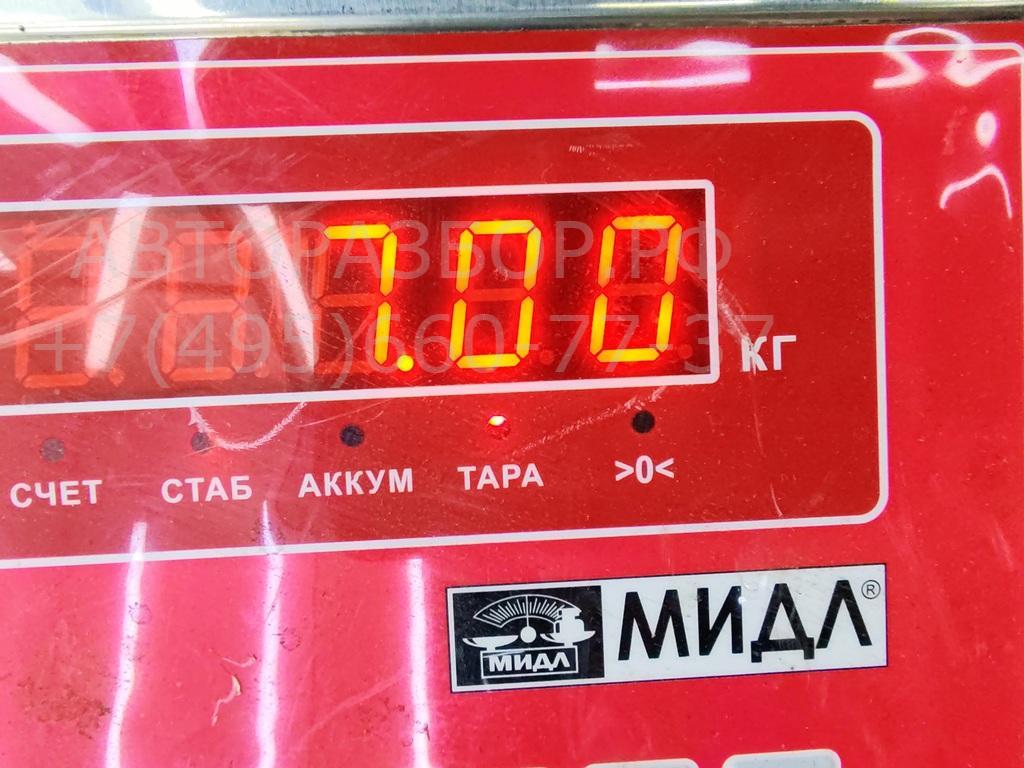 АВТОРАЗБОР.РФ
7.00
+7(495)660-77-37
КГ
СЧЕТ СТАБ АККУМ ТАРА >0<
МИДЛ
МИДЛ®